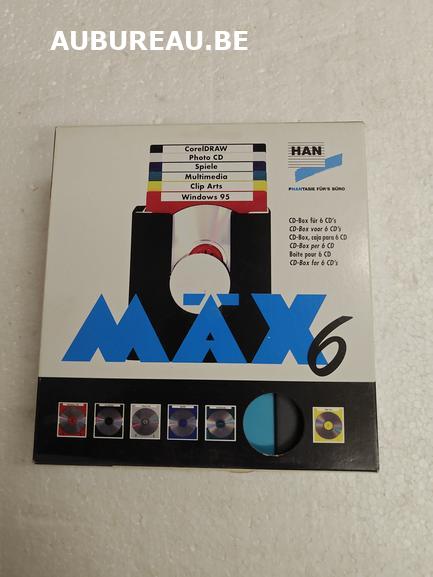 AUBUREAU.BE
CorelDRAW
Photo CD
Spiele
Multimedia
Clip Arts
Windows 95
HAN
PHANTASIE FÜR'S BÜRO
CD-Box für 6 CD's
CD-Box voor 6 CD's
CD-Box, caja para 6 CD
CD-Box per 6 CD
Boite pour 6 CD
CD-Box for 6 CD's
MÄX 6